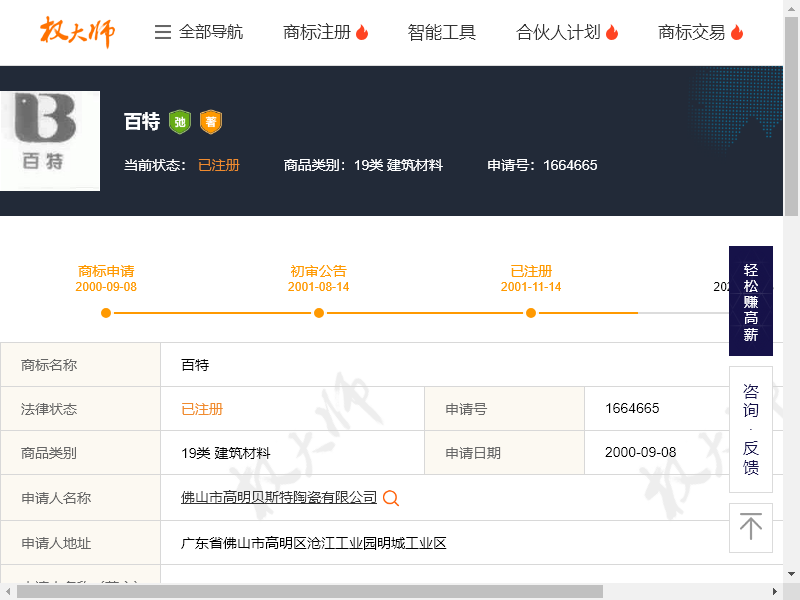 权大师
全部导航 商标注册 智能工具 合伙人计划 商标交易
百特
百特 驰 著
当前状态： 已注册 商品类别：19类 建筑材料 申请号：1664665
商标申请 初审公告 已注册
2000-09-08 2001-08-14 2001-11-14
轻松赚高薪
咨询·反馈
商标名称 百特
法律状态 已注册 申请号 1664665
商品类别 19类 建筑材料 申请日期 2000-09-08
申请人名称 佛山市高明贝斯特陶瓷有限公司
申请人地址 广东省佛山市高明区沧江工业园明城工业区
权大师